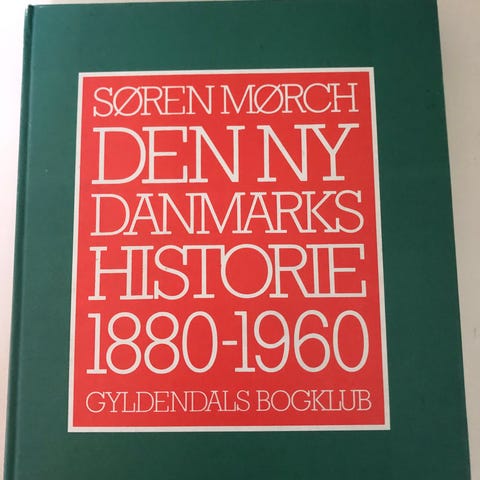 SØREN MØRCH
DEN NY
DANMARKS
HISTORIE
1880-1960
GYLDENDALS BOGKLUB